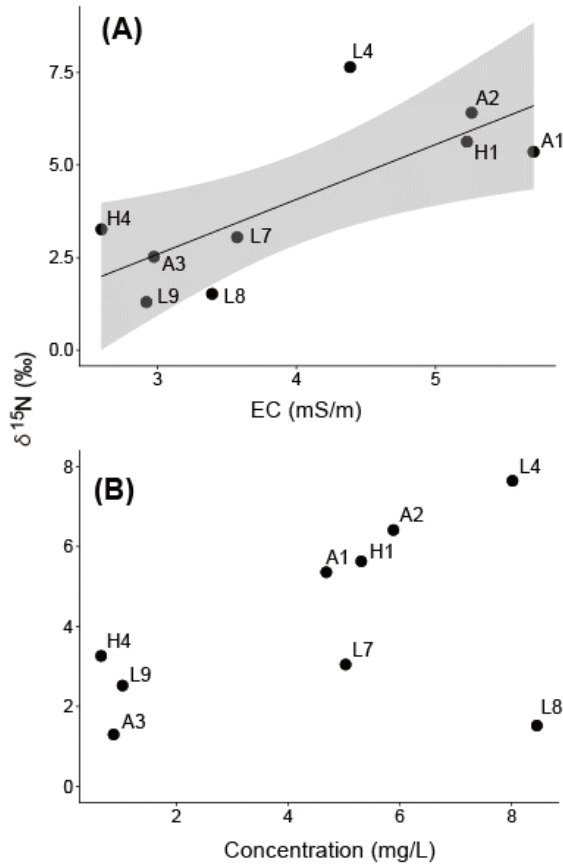 (A)
L4
7.5
A2
5.0
H1
A1
H4
L7
2.5
A3
L9
L8
0.0
3
4
5
EC (mS/m)
δ ¹⁵N (‰)
(B)
8
L4
A2
6
A1
H1
4
H4
L7
L9
2
A3
L8
0
2
4
6
8
Concentration (mg/L)